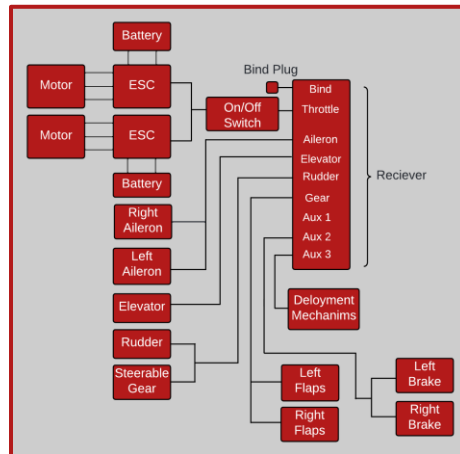 Battery
Bind Plug
Motor
ESC
Bind
On/Off
Switch
Throttle
Motor
ESC
Aileron
Elevator
Battery
Rudder
Reciever
Right
Aileron
Gear
Aux 1
Aux 2
Left
Aileron
Aux 3
Elevator
Deloyment
Mechanims
Rudder
Steerable
Gear
Left
Flaps
Left
Brake
Right
Flaps
Right
Brake